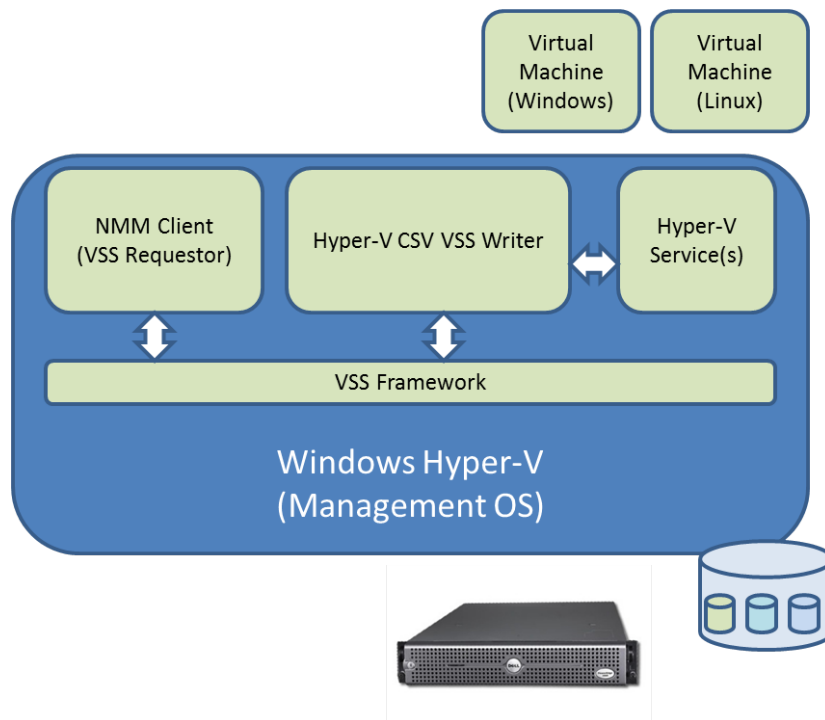 Virtual
Machine
(Windows)
Virtual
Machine
(Linux)
NMM Client
(VSS Requestor)
Hyper-V CSV VSS Writer
Hyper-V
Service(s)
VSS Framework
Windows Hyper-V
(Management OS)
DELL